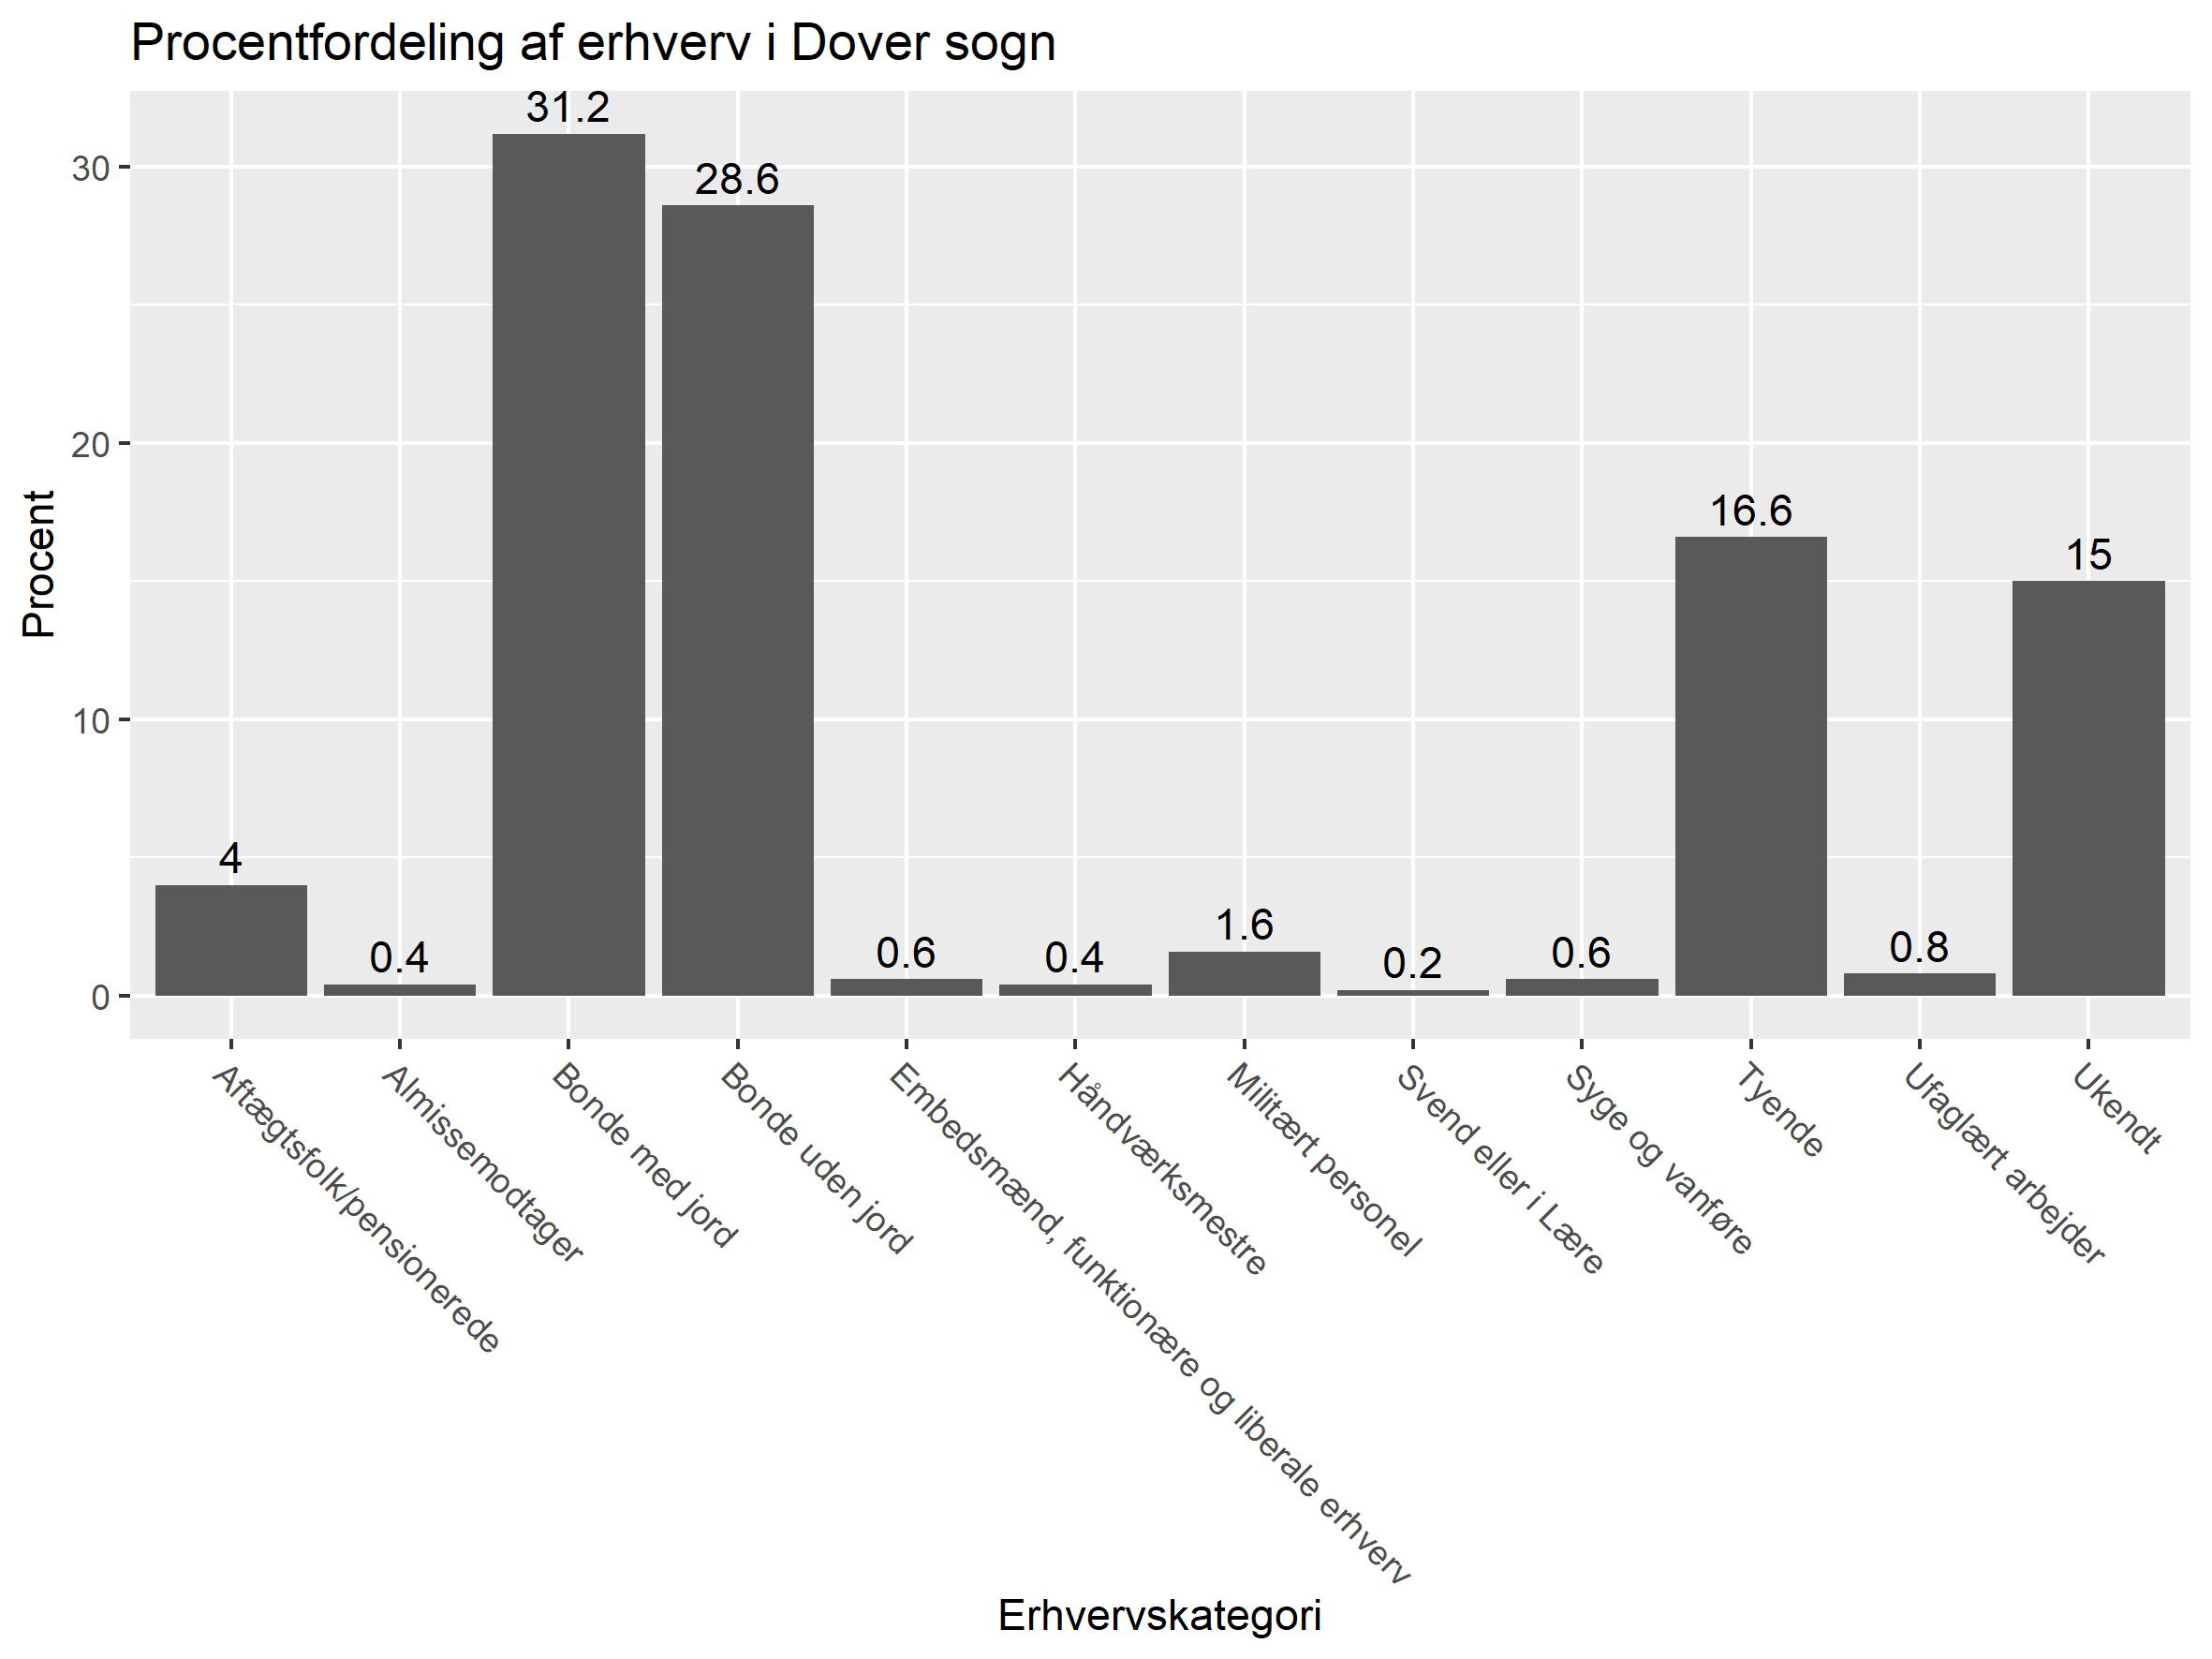 Procentfordeling af erhverv i Dover sogn
Procent
30
20
10
0
4
0.4
31.2
28.6
0.6
0.4
1.6
0.2
0.6
16.6
0.8
15
Aftægtsfolk/pensionerede
Almissemodtager
Bonde med jord
Bonde uden jord
Embedsmænd, funktionære og liberale erhverv
Håndværksmestre
Militært personel
Svend eller i Lære
Syge og vanføre
Tyende
Ufaglært arbejder
Ukendt
Erhvervskategori